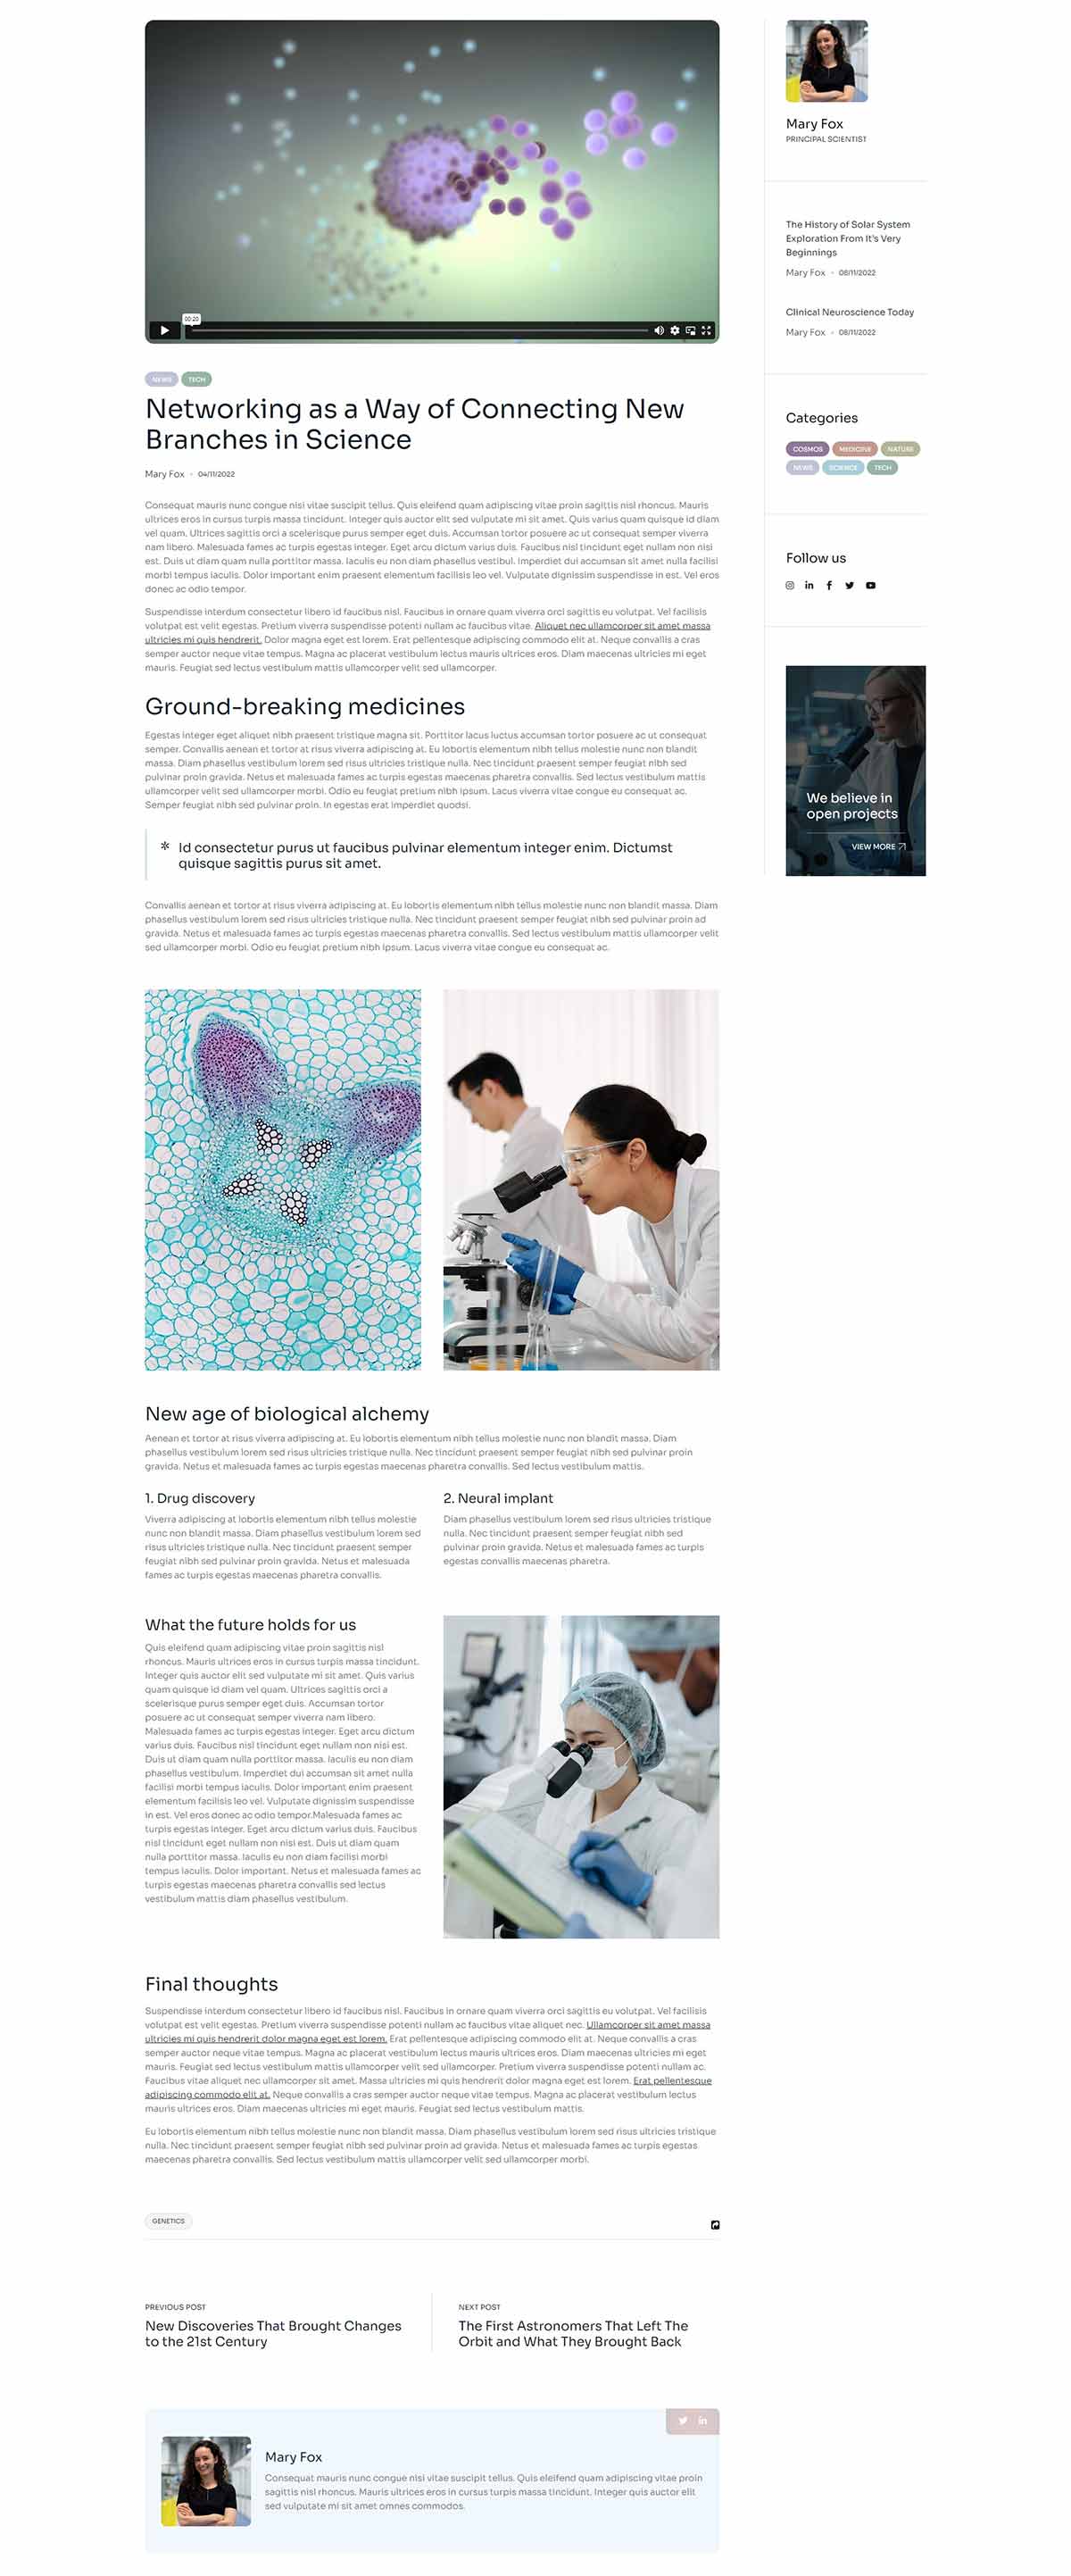 00:20
NEWS TECH
Networking as a Way of Connecting New
Branches in Science
Mary Fox • 04/11/2022
Consequat mauris nunc congue nisi vitae suscipit tellus. Quis eleifend quam adipiscing vitae proin sagittis nisl rhoncus. Mauris
ultrices eros in cursus turpis massa tincidunt. Integer quis auctor elit sed vulputate mi sit amet. Quis varius quam quisque id diam
vel quam. Ultrices sagittis orci a scelerisque purus semper eget duis. Accumsan tortor posuere ac ut consequat semper viverra
nam libero. Malesuada fames ac turpis egestas integer. Eget arcu dictum varius duis. Faucibus nisl tincidunt eget nullam non nisi
est. Duis ut diam quam nulla porttitor massa. Iaculis eu non diam phasellus vestibul. Imperdiet dui accumsan sit amet nulla facilisi
morbi tempus iaculis. Dolor important enim praesent elementum facilisis leo vel. Vulputate dignissim suspendisse in est. Vel eros
donec ac odio tempor.
Suspendisse interdum consectetur libero id faucibus nisl. Faucibus in ornare quam viverra orci sagittis eu volutpat. Vel facilisis
volutpat est velit egestas. Pretium viverra suspendisse potenti nullam ac faucibus vitae. Aliquet nec ullamcorper sit amet massa
ultricies mi quis hendrerit. Dolor magna eget est lorem. Erat pellentesque adipiscing commodo elit at. Neque convallis a cras
semper auctor neque vitae tempus. Magna ac placerat vestibulum lectus mauris ultrices eros. Diam maecenas ultricies mi eget
mauris. Feugiat sed lectus vestibulum mattis ullamcorper velit sed ullamcorper.
Ground-breaking medicines
Egestas integer eget aliquet nibh praesent tristique magna sit. Porttitor lacus luctus accumsan tortor posuere ac ut consequat
semper. Convallis aenean et tortor at risus viverra adipiscing at. Eu lobortis elementum nibh tellus molestie nunc non blandit
massa. Diam phasellus vestibulum lorem sed risus ultricies tristique nulla. Nec tincidunt praesent semper feugiat nibh sed
pulvinar proin gravida. Netus et malesuada fames ac turpis egestas maecenas pharetra convallis. Sed lectus vestibulum mattis
ullamcorper velit sed ullamcorper morbi. Odio eu feugiat pretium nibh ipsum. Lacus viverra vitae congue eu consequat ac.
Semper feugiat nibh sed pulvinar proin. In egestas erat imperdiet quodsi.
* Id consectetur purus ut faucibus pulvinar elementum integer enim. Dictumst
quisque sagittis purus sit amet.
Convallis aenean et tortor at risus viverra adipiscing at. Eu lobortis elementum nibh tellus molestie nunc non blandit massa. Diam
phasellus vestibulum lorem sed risus ultricies tristique nulla. Nec tincidunt praesent semper feugiat nibh sed pulvinar proin ad
gravida. Netus et malesuada fames ac turpis egestas maecenas pharetra convallis. Sed lectus vestibulum mattis ullamcorper velit
sed ullamcorper morbi. Odio eu feugiat pretium nibh ipsum. Lacus viverra vitae congue eu consequat ac.
New age of biological alchemy
Aenean et tortor at risus viverra adipiscing at. Eu lobortis elementum nibh tellus molestie nunc non blandit massa. Diam
phasellus vestibulum lorem sed risus ultricies tristique nulla. Nec tincidunt praesent semper feugiat nibh sed pulvinar proin
gravida. Netus et malesuada fames ac turpis egestas maecenas pharetra convallis. Sed lectus vestibulum mattis.
1. Drug discovery
Viverra adipiscing at lobortis elementum nibh tellus molestie
nunc non blandit massa. Diam phasellus vestibulum lorem sed
risus ultricies tristique nulla. Nec tincidunt praesent semper
feugiat nibh sed pulvinar proin gravida. Netus et malesuada
fames ac turpis egestas maecenas pharetra convallis.
2. Neural implant
Diam phasellus vestibulum lorem sed risus ultricies tristique
nulla. Nec tincidunt praesent semper feugiat nibh sed
pulvinar proin gravida. Netus et malesuada fames ac turpis
egestas convallis maecenas pharetra.
What the future holds for us
Quis eleifend quam adipiscing vitae proin sagittis nisl
rhoncus. Mauris ultrices eros in cursus turpis massa tincidunt.
Integer quis auctor elit sed vulputate mi sit amet. Quis varius
quam quisque id diam vel quam. Ultrices sagittis orci a
scelerisque purus semper eget duis. Accumsan tortor
posuere ac ut consequat semper viverra nam libero.
Malesuada fames ac turpis egestas integer. Eget arcu dictum
varius duis. Faucibus nisl tincidunt eget nullam non nisi est.
Duis ut diam quam nulla porttitor massa. Iaculis eu non diam
phasellus vestibulum. Imperdiet dui accumsan sit amet nulla
facilisi morbi tempus iaculis. Dolor important enim praesent
elementum facilisis leo vel. Vulputate dignissim suspendisse
in est. Vel eros donec ac odio tempor.Malesuada fames ac
turpis egestas integer. Eget arcu dictum varius duis. Faucibus
nisl tincidunt eget nullam non nisi est. Duis ut diam quam
nulla porttitor massa. Iaculis eu non diam facilisi morbi
tempus iaculis. Dolor important. Netus et malesuada fames ac
turpis egestas maecenas pharetra convallis sed lectus
vestibulum mattis diam phasellus vestibulum.
Final thoughts
Suspendisse interdum consectetur libero id faucibus nisl. Faucibus in ornare quam viverra orci sagittis eu volutpat. Vel facilisis
volutpat est velit egestas. Pretium viverra suspendisse potenti nullam ac faucibus vitae aliquet nec. Ullamcorper sit amet massa
ultricies mi quis hendrerit dolor magna eget est lorem. Erat pellentesque adipiscing commodo elit at. Neque convallis a cras
semper auctor neque vitae tempus. Magna ac placerat vestibulum lectus mauris ultrices eros. Diam maecenas ultricies mi eget
mauris. Feugiat sed lectus vestibulum mattis ullamcorper velit sed ullamcorper. Pretium viverra suspendisse potenti nullam ac.
Faucibus vitae aliquet nec ullamcorper sit amet. Massa ultricies mi quis hendrerit dolor magna eget est lorem. Erat pellentesque
adipiscing commodo elit at. Neque convallis a cras semper auctor neque vitae tempus. Magna ac placerat vestibulum lectus
mauris ultrices eros. Diam maecenas ultricies mi eget mauris. Feugiat sed lectus vestibulum mattis.
Eu lobortis elementum nibh tellus molestie nunc non blandit massa. Diam phasellus vestibulum lorem sed risus ultricies tristique
nulla. Nec tincidunt praesent semper feugiat nibh sed pulvinar proin ad gravida. Netus et malesuada fames ac turpis egestas
maecenas pharetra convallis. Sed lectus vestibulum mattis ullamcorper velit sed ullamcorper morbi.
GENETICS
PREVIOUS POST
New Discoveries That Brought Changes
to the 21st Century
NEXT POST
The First Astronomers That Left The
Orbit and What They Brought Back
Mary Fox
Consequat mauris nunc congue nisi vitae suscipit tellus. Quis eleifend quam adipiscing vitae proin
sagittis nisl rhoncus. Mauris ultrices eros in cursus turpis massa tincidunt. Integer quis auctor elit
sed vulputate mi sit amet omnes commodos.
Mary Fox
PRINCIPAL SCIENTIST
The History of Solar System
Exploration From It's Very
Beginnings
Mary Fox • 08/11/2022
Clinical Neuroscience Today
Mary Fox • 08/11/2022
Categories
COSMOS MEDICINE NATURE
NEWS SCIENCE TECH
Follow us
We believe in
open projects
VIEW MORE